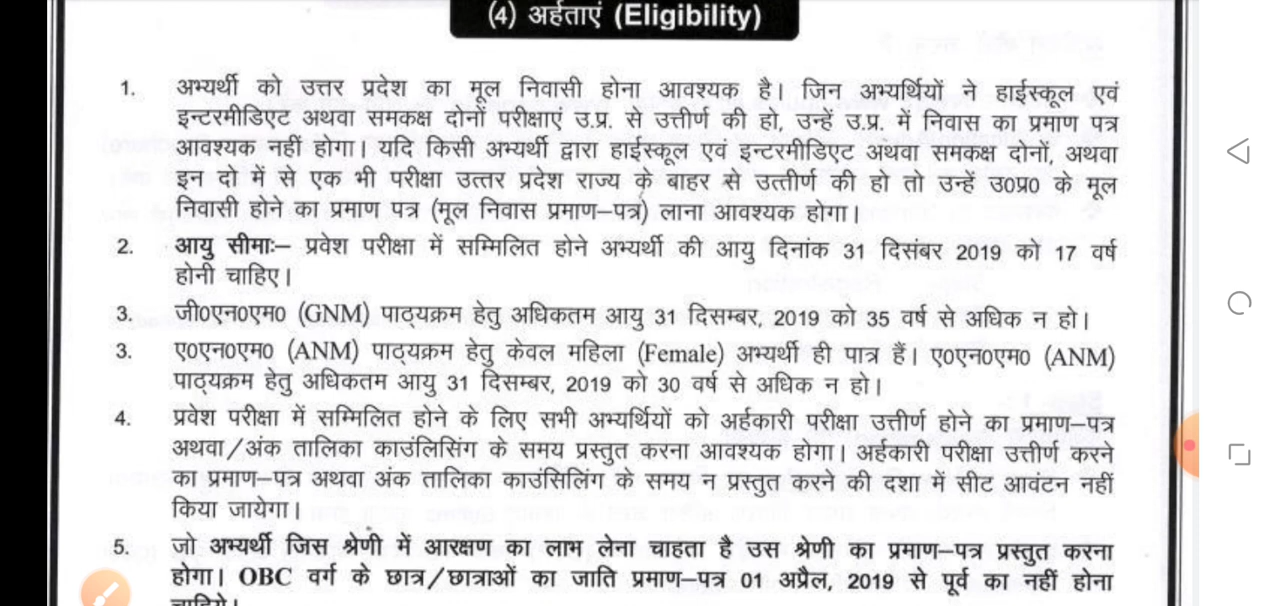 (4) अर्हताएं (Eligibility)
1. अभ्यर्थी को उत्तर प्रदेश का मूल निवासी होना आवश्यक है। जिन अभ्यर्थियों ने हाईस्कूल एवं
इन्टरमीडिएट अथवा समकक्ष दोनों परीक्षाएं उ.प्र. से उत्तीर्ण की हो, उन्हें उ.प्र. में निवास का प्रमाण पत्र
आवश्यक नहीं होगा। यदि किसी अभ्यर्थी द्वारा हाईस्कूल एवं इन्टरमीडिएट अथवा समकक्ष दोनों, अथवा
इन दो में से एक भी परीक्षा उत्तर प्रदेश राज्य के बाहर से उत्तीर्ण की हो तो उन्हें उ0प्र0 के मूल
निवासी होने का प्रमाण पत्र (मूल निवास प्रमाण–पत्र) लाना आवश्यक होगा।
2. आयु सीमाः– प्रवेश परीक्षा में सम्मिलित होने अभ्यर्थी की आयु दिनांक 31 दिसंबर 2019 को 17 वर्ष
होनी चाहिए।
3. जी0एन0एम0 (GNM) पाठ्यक्रम हेतु अधिकतम आयु 31 दिसम्बर, 2019 को 35 वर्ष से अधिक न हो।
3. ए0एन0एम0 (ANM) पाठ्यक्रम हेतु केवल महिला (Female) अभ्यर्थी ही पात्र हैं। ए0एन0एम0 (ANM)
पाठ्यक्रम हेतु अधिकतम आयु 31 दिसम्बर, 2019 को 30 वर्ष से अधिक न हो।
4. प्रवेश परीक्षा में सम्मिलित होने के लिए सभी अभ्यर्थियों को अर्हकारी परीक्षा उत्तीर्ण होने का प्रमाण–पत्र
अथवा/अंक तालिका काउंलिसिंग के समय प्रस्तुत करना आवश्यक होगा। अर्हकारी परीक्षा उत्तीर्ण करने
का प्रमाण–पत्र अथवा अंक तालिका काउंसिलिंग के समय न प्रस्तुत करने की दशा में सीट आवंटन नहीं
किया जायेगा।
5. जो अभ्यर्थी जिस श्रेणी में आरक्षण का लाभ लेना चाहता है उस श्रेणी का प्रमाण–पत्र प्रस्तुत करना
होगा। OBC वर्ग के छात्र/छात्राओं का जाति प्रमाण–पत्र 01 अप्रैल, 2019 से पूर्व का नहीं होना
चाहिये।